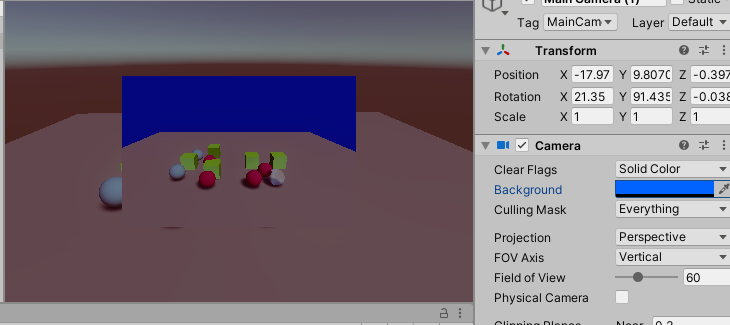 Main Camera (1)
Static
Tag MainCam Layer Default
Transform
Position X -17.97 Y 9.8070 Z -0.397
Rotation X 21.35 Y 91.435 Z -0.038
Scale X 1 Y 1 Z 1
Camera
Clear Flags Solid Color
Background
Culling Mask Everything
Projection Perspective
FOV Axis Vertical
Field of View 60
Physical Camera
Clipping Planes Near 0.3